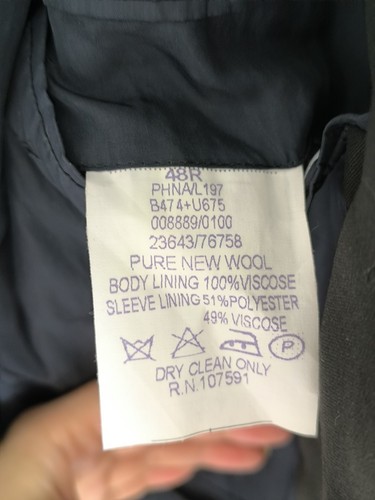 48R
PHNA/L197
B474+U675
008889/0100
23643/76758
PURE NEW WOOL
BODY LINING 100%VISCOSE
SLEEVE LINING 51%POLYESTER
49% VISCOSE
P
DRY CLEAN ONLY
R.N.107591